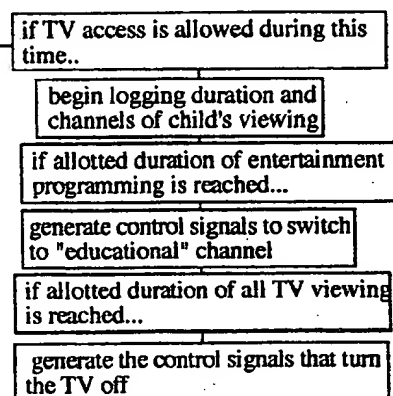 if TV access is allowed during this
time..
begin logging duration and
channels of child's viewing
if allotted duration of entertainment
programming is reached...
generate control signals to switch
to "educational" channel
if allotted duration of all TV viewing
is reached...
generate the control signals that turn
the TV off